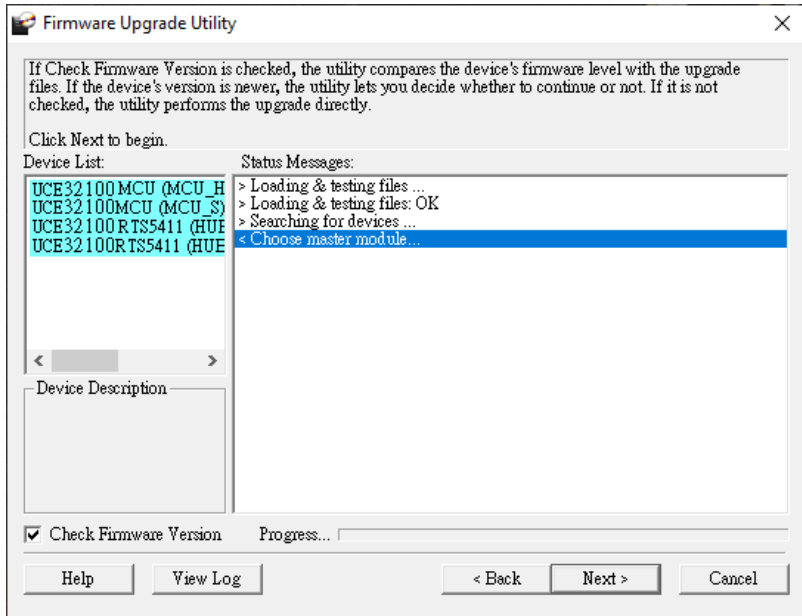 Firmware Upgrade Utility
If Check Firmware Version is checked, the utility compares the device's firmware level with the upgrade
files. If the device's version is newer, the utility lets you decide whether to continue or not. If it is not
checked, the utility performs the upgrade directly.
Click Next to begin.
Device List:
UCE32100 MCU (MCU_H
UCE32100MCU (MCU_S)
UCE32100 RTS5411 (HUE
UCE32100RTS5411 (HUE
Status Messages:
> Loading & testing files ...
> Loading & testing files: OK
> Searching for devices ...
< Choose master module...
Device Description
Check Firmware Version
Progress...
Help
View Log
< Back
Next >
Cancel